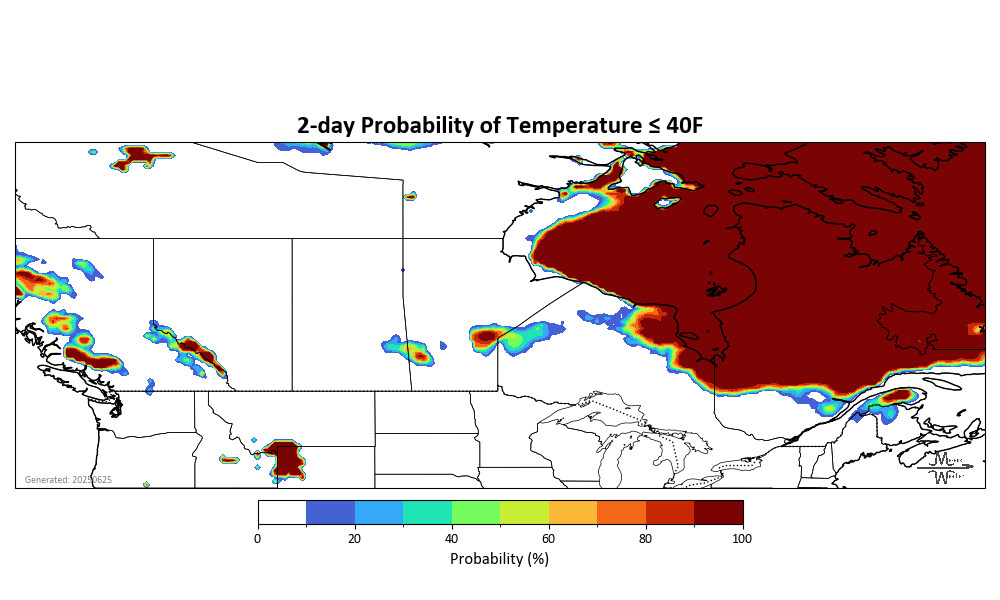 2-day Probability of Temperature ≤ 40F
Generated: 20250625
0 20 40 60 80 100
Probability (%)